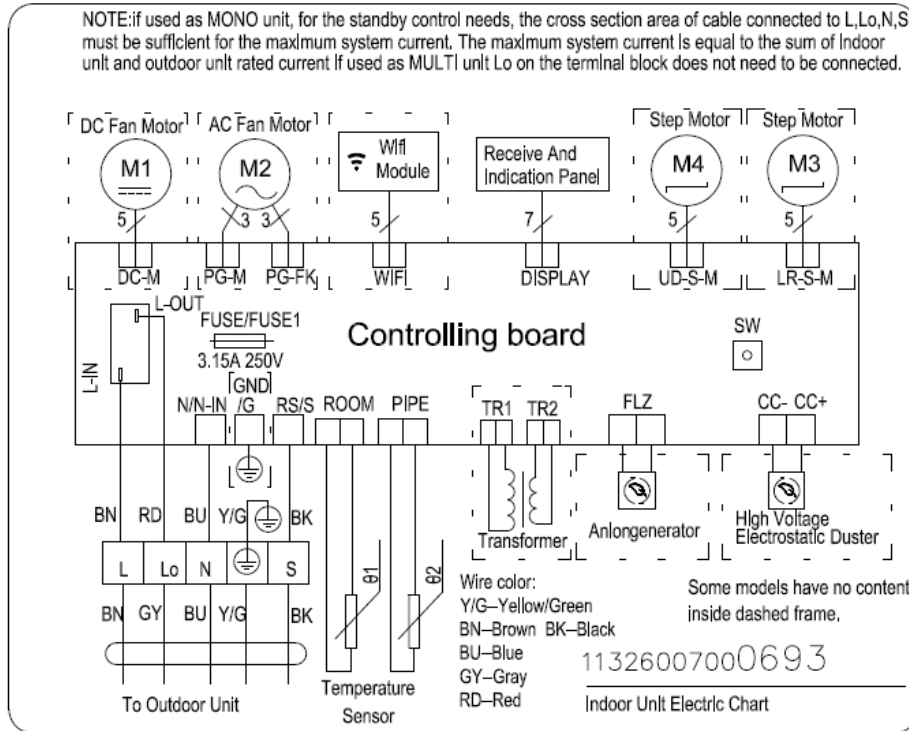 NOTE:if used as MONO unit, for the standby control needs, the cross section area of cable connected to L,Lo,N,S
must be sufficient for the maximum system current. The maximum system current is equal to the sum of indoor
unit and outdoor unit rated current if used as MULTI unit Lo on the terminal block does not need to be connected.
DC Fan Motor AC Fan Motor Step Motor Step Motor
M1 M2 Wifi Module Receive And Indication Panel M4 M3
5 3 3 5 7 5 5
DC-M PG-M PG-FK WIFI DISPLAY UD-S-M LR-S-M
L-OUT
L-IN
FUSE/FUSE1
3.15A 250V
Controlling board
SW
N/N-IN GND/G RS/S ROOM PIPE TR1 TR2 FLZ CC- CC+
BN RD BU Y/G BK
Transformer
Anlongenerator
High Voltage
Electrostatic Duster
L Lo N S
BN GY BU Y/G BK
θ1 θ2
To Outdoor Unit
Temperature
Sensor
Wire color:
Y/G–Yellow/Green
BN–Brown BK–Black
BU–Blue
GY–Gray
RD–Red
Some models have no content
inside dashed frame.
11326007000693
Indoor Unit Electric Chart